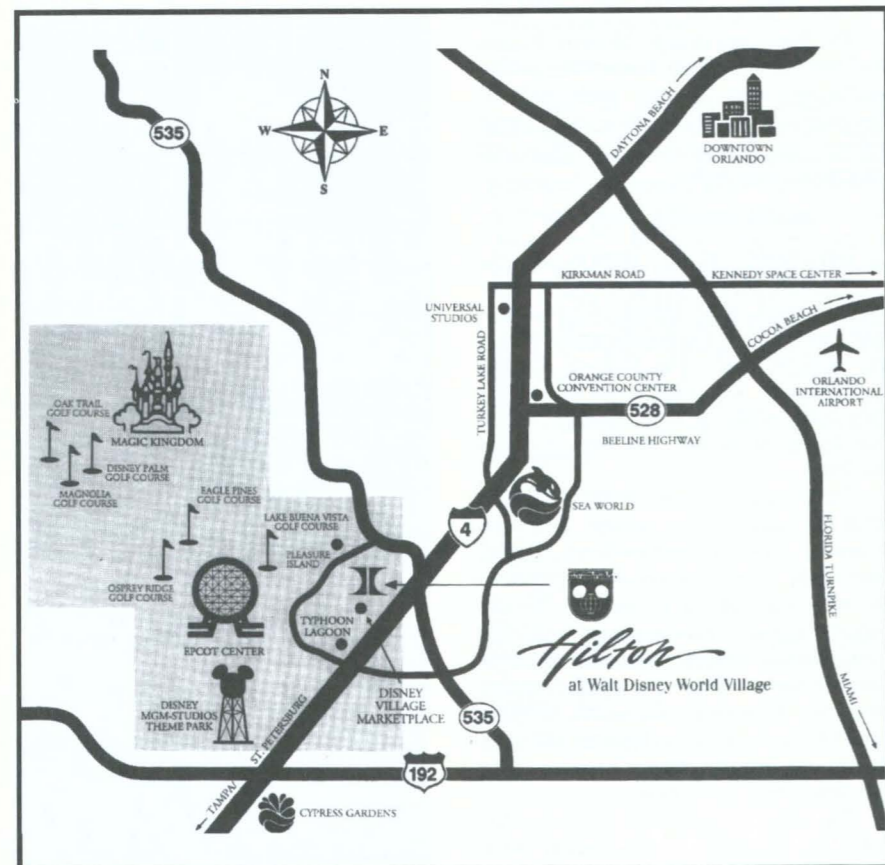 N
W
E
S
535
DAYTONA BEACH
DOWNTOWN
ORLANDO
KIRKMAN ROAD
KENNEDY SPACE CENTER
UNIVERSAL
STUDIOS
TURKEY LAKE ROAD
COCOA BEACH
ORANGE COUNTY
CONVENTION CENTER
528
BEELINE HIGHWAY
ORLANDO
INTERNATIONAL
AIRPORT
OAK TRAIL
GOLF COURSE
MAGIC KINGDOM
DISNEY PALM
GOLF COURSE
MAGNOLIA
GOLF COURSE
EAGLE PINES
GOLF COURSE
LAKE BUENA VISTA
GOLF COURSE
PLEASURE
ISLAND
4
SEA WORLD
OSPREY RIDGE
GOLF COURSE
EPCOT CENTER
TYPHOON
LAGOON
FLORIDA TURNPIKE
Hilton
at Walt Disney World Village
DISNEY
MGM-STUDIOS
THEME PARK
DISNEY
VILLAGE
MARKETPLACE
535
MIAMI
192
TAMPA/
ST. PETERSBURG
CYPRESS GARDENS